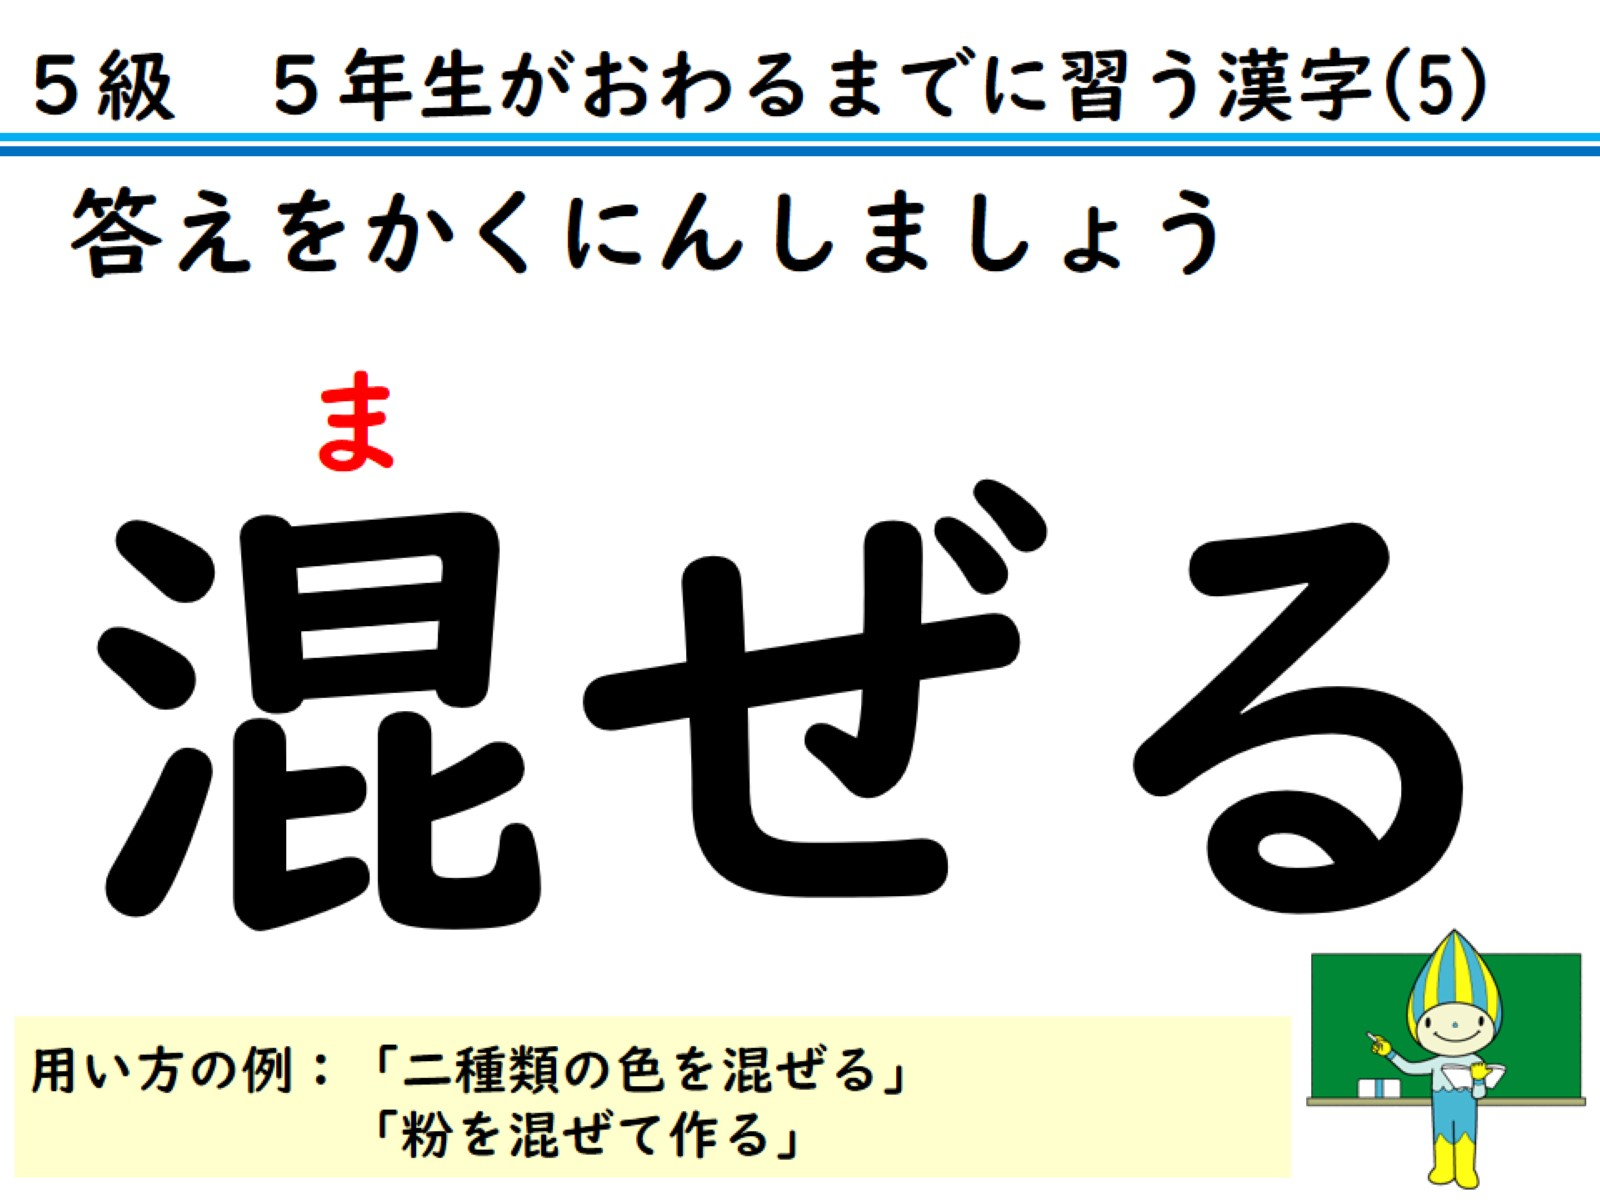 ５級　５年生がおわるまでに習う漢字(5)
答えをかくにんしましょう
ま
混ぜる
用い方の例：「二種類の色を混ぜる」
「粉を混ぜて作る」